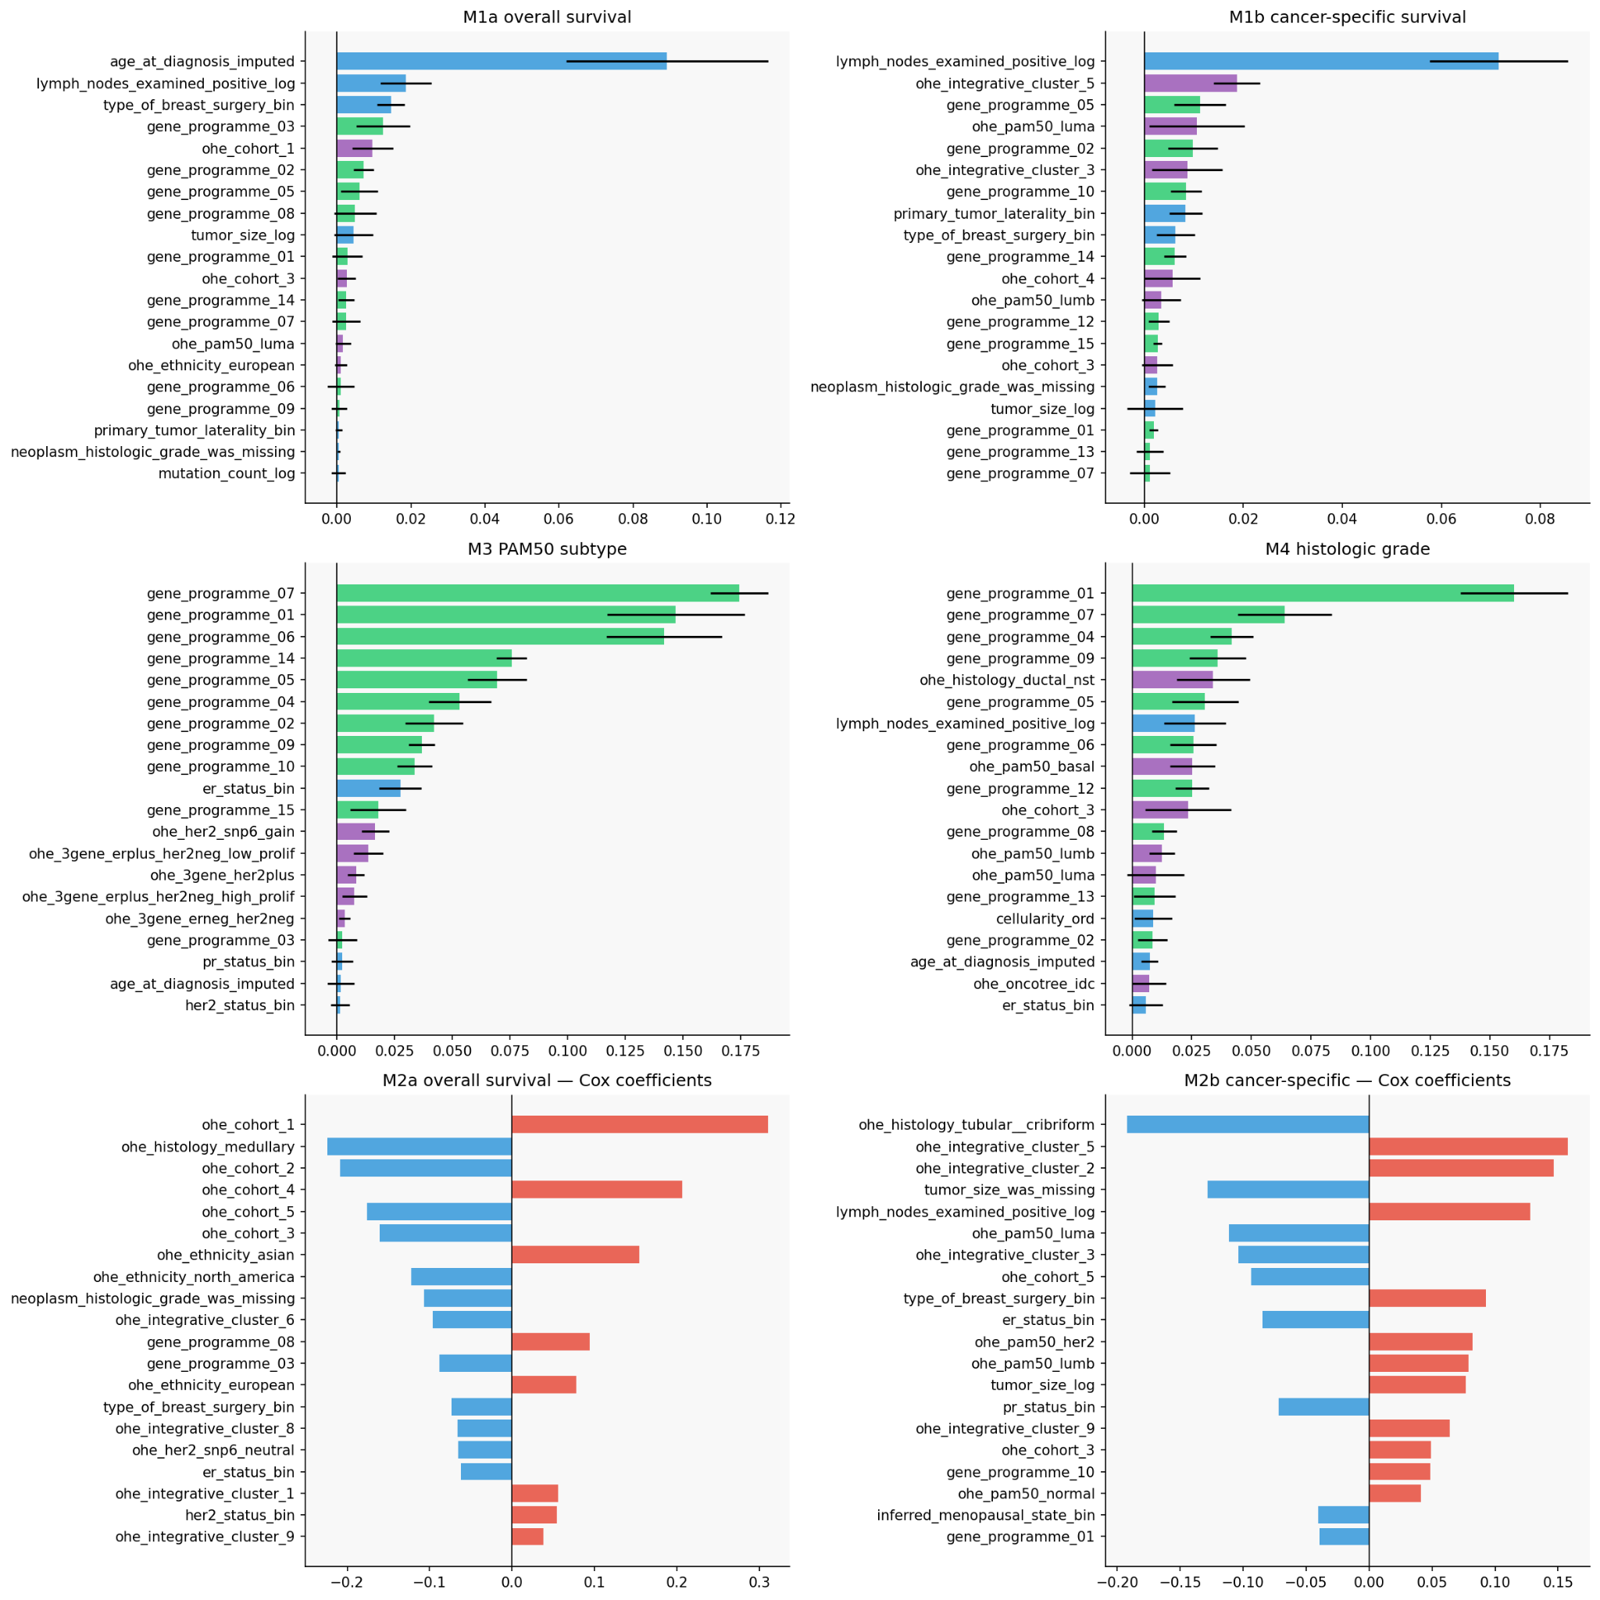 M1a overall survival
age_at_diagnosis_imputed
lymph_nodes_examined_positive_log
type_of_breast_surgery_bin
gene_programme_03
ohe_cohort_1
gene_programme_02
gene_programme_05
gene_programme_08
tumor_size_log
gene_programme_01
ohe_cohort_3
gene_programme_14
gene_programme_07
ohe_pam50_luma
ohe_ethnicity_european
gene_programme_06
gene_programme_09
primary_tumor_laterality_bin
neoplasm_histologic_grade_was_missing
mutation_count_log
0.00 0.02 0.04 0.06 0.08 0.10 0.12
M1b cancer-specific survival
lymph_nodes_examined_positive_log
ohe_integrative_cluster_5
gene_programme_05
ohe_pam50_luma
gene_programme_02
ohe_integrative_cluster_3
gene_programme_10
primary_tumor_laterality_bin
type_of_breast_surgery_bin
gene_programme_14
ohe_cohort_4
ohe_pam50_lumb
gene_programme_12
gene_programme_15
ohe_cohort_3
neoplasm_histologic_grade_was_missing
tumor_size_log
gene_programme_01
gene_programme_13
gene_programme_07
0.00 0.02 0.04 0.06 0.08
M3 PAM50 subtype
gene_programme_07
gene_programme_01
gene_programme_06
gene_programme_14
gene_programme_05
gene_programme_04
gene_programme_02
gene_programme_09
gene_programme_10
er_status_bin
gene_programme_15
ohe_her2_snp6_gain
ohe_3gene_erplus_her2neg_low_prolif
ohe_3gene_her2plus
ohe_3gene_erplus_her2neg_high_prolif
ohe_3gene_erneg_her2neg
gene_programme_03
pr_status_bin
age_at_diagnosis_imputed
her2_status_bin
0.000 0.025 0.050 0.075 0.100 0.125 0.150 0.175
M4 histologic grade
gene_programme_01
gene_programme_07
gene_programme_04
gene_programme_09
ohe_histology_ductal_nst
gene_programme_05
lymph_nodes_examined_positive_log
gene_programme_06
ohe_pam50_basal
gene_programme_12
ohe_cohort_3
gene_programme_08
ohe_pam50_lumb
ohe_pam50_luma
gene_programme_13
cellularity_ord
gene_programme_02
age_at_diagnosis_imputed
ohe_oncotree_idc
er_status_bin
0.000 0.025 0.050 0.075 0.100 0.125 0.150 0.175
M2a overall survival — Cox coefficients
ohe_cohort_1
ohe_histology_medullary
ohe_cohort_2
ohe_cohort_4
ohe_cohort_5
ohe_cohort_3
ohe_ethnicity_asian
ohe_ethnicity_north_america
neoplasm_histologic_grade_was_missing
ohe_integrative_cluster_6
gene_programme_08
gene_programme_03
ohe_ethnicity_european
type_of_breast_surgery_bin
ohe_integrative_cluster_8
ohe_her2_snp6_neutral
er_status_bin
ohe_integrative_cluster_1
her2_status_bin
ohe_integrative_cluster_9
−0.2 −0.1 0.0 0.1 0.2 0.3
M2b cancer-specific — Cox coefficients
ohe_histology_tubular__cribriform
ohe_integrative_cluster_5
ohe_integrative_cluster_2
tumor_size_was_missing
lymph_nodes_examined_positive_log
ohe_pam50_luma
ohe_integrative_cluster_3
ohe_cohort_5
type_of_breast_surgery_bin
er_status_bin
ohe_pam50_her2
ohe_pam50_lumb
tumor_size_log
pr_status_bin
ohe_integrative_cluster_9
ohe_cohort_3
gene_programme_10
ohe_pam50_normal
inferred_menopausal_state_bin
gene_programme_01
−0.20 −0.15 −0.10 −0.05 0.00 0.05 0.10 0.15